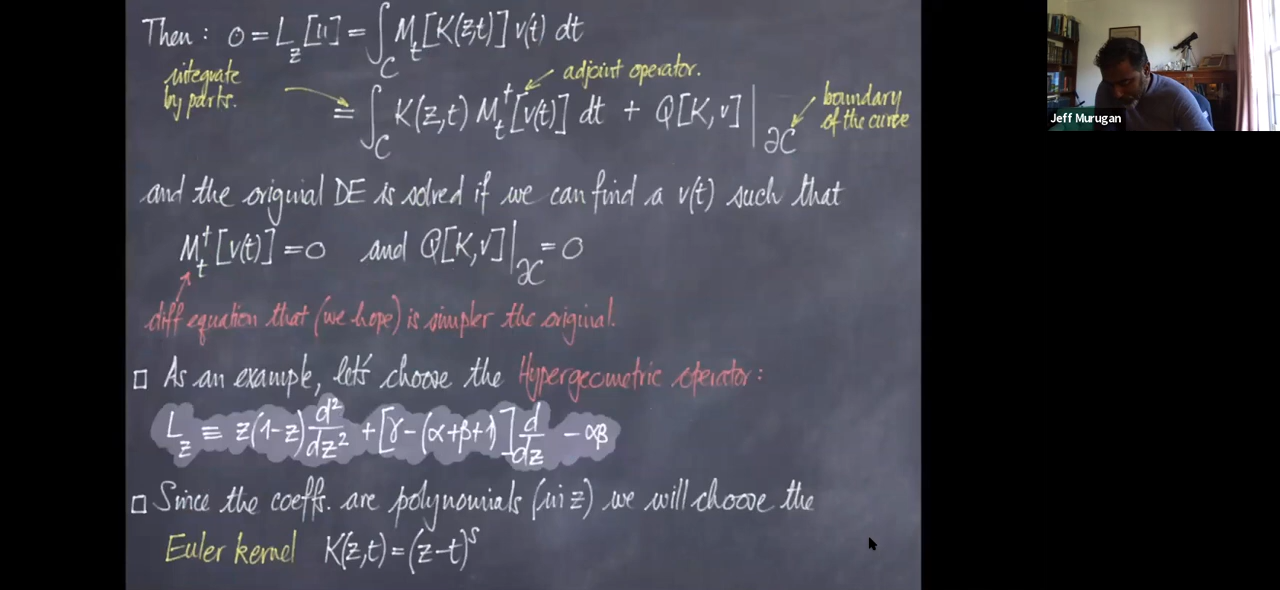 Then : 0 = L_z [u] = ∫_C M_t [K(z,t)] v(t) dt
integrate by parts.
adjoint operator.
= ∫_C K(z,t) M_t^† [v(t)] dt + Q[K,v] |_∂C
boundary of the curve
and the original DE is solved if we can find a v(t) such that
M_t^† [v(t)] = 0 and Q[K,v] |_∂C = 0
diff equation that (we hope) is simpler the original.
□ As an example, let's choose the Hypergeometric operator :
L_z ≡ z(1-z) d²/dz² + [γ - (α+β+1)] d/dz - αβ
□ Since the coeffs. are polynomials (in z) we will choose the
Euler kernel K(z,t) = (z-t)^s
Jeff Murugan